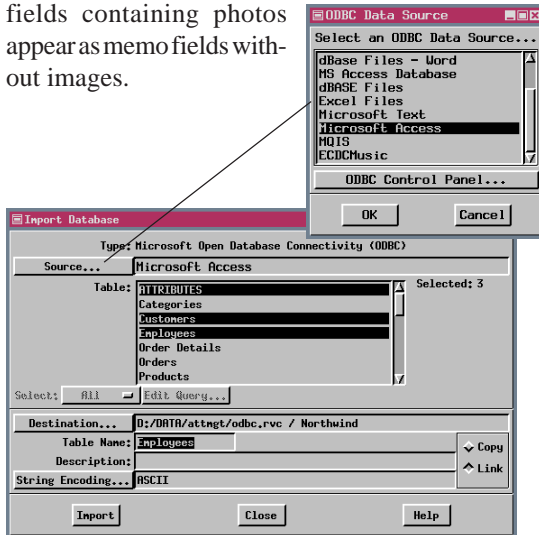 fields containing photos
appear as memo fields with-
out images.
ODBC Data Source
Select an ODBC Data Source...
dBase Files - Word
MS Access Database
dBASE Files
Excel Files
Microsoft Text
Microsoft Access
MQIS
ECDCMusic
ODBC Control Panel...
OK Cancel
Import Database
Type: Microsoft Open Database Connectivity (ODBC)
Source... Microsoft Access
Table: ATTRIBUTES Selected: 3
Categories
Customers
Employees
Order Details
Orders
Products
Select: All Edit Query...
Destination... D:/DATA/attmgt/odbc.rvc / Northwind
Table Name: Employees
Description:
String Encoding... ASCII
Copy
Link
Import Close Help